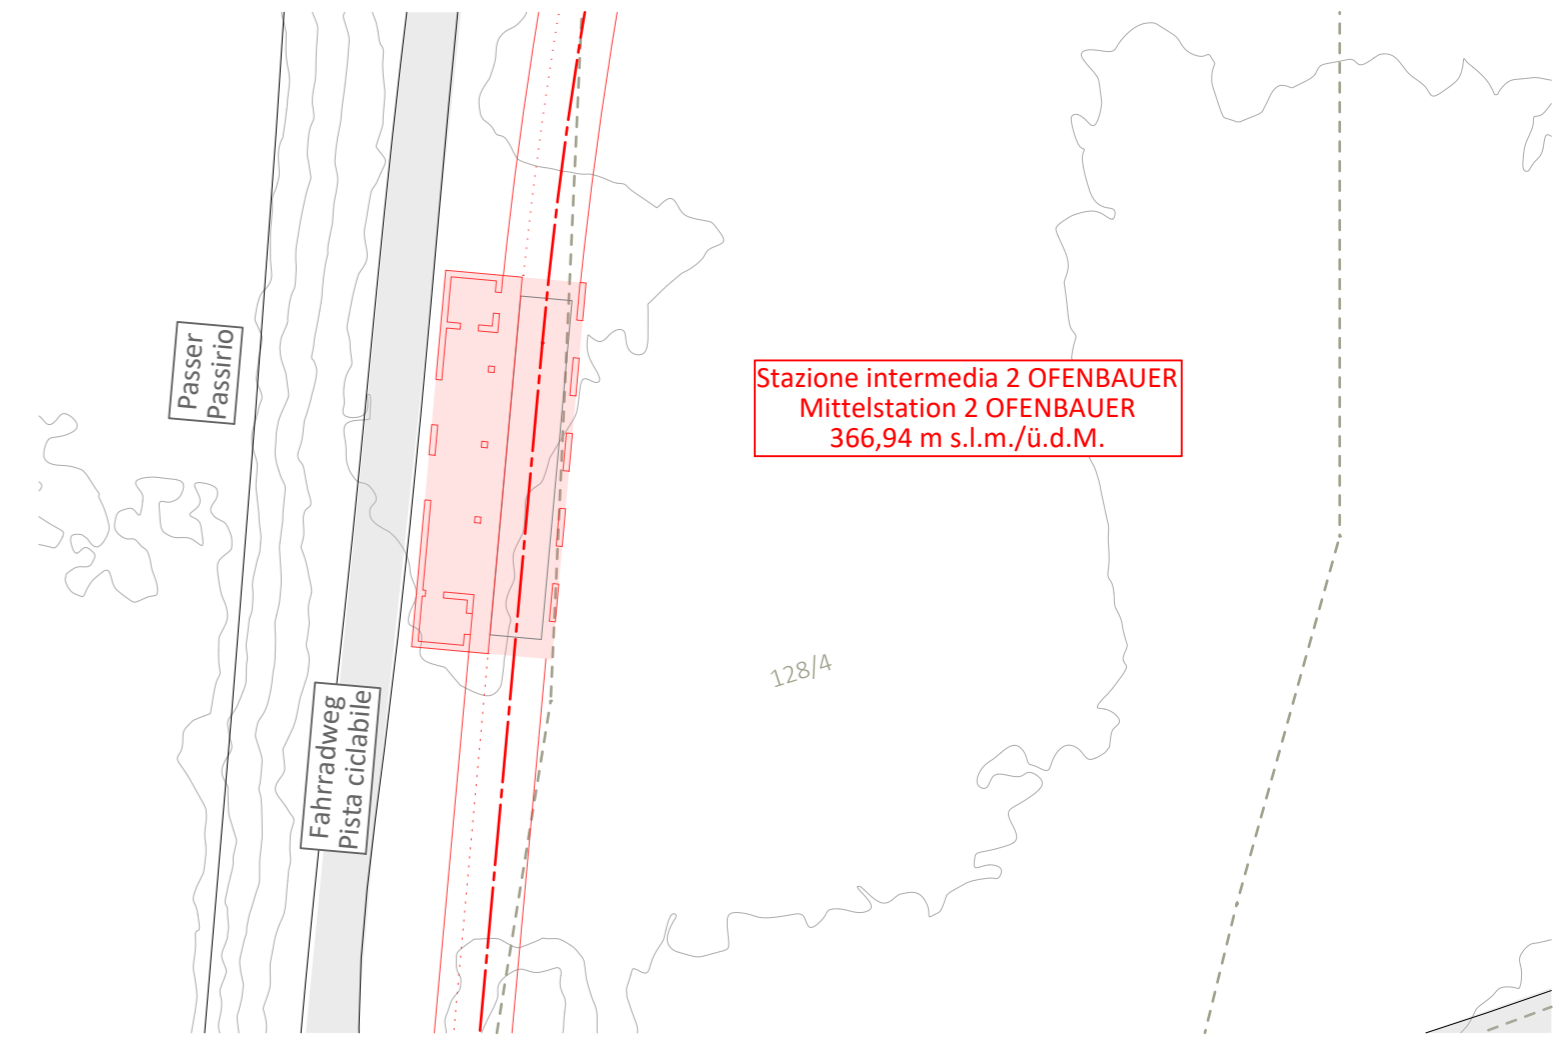 Passer
Passirio
Stazione intermedia 2 OFENBAUER
Mittelstation 2 OFENBAUER
366,94 m s.l.m./ü.d.M.
128/4
Fahrradweg
Pista ciclabile